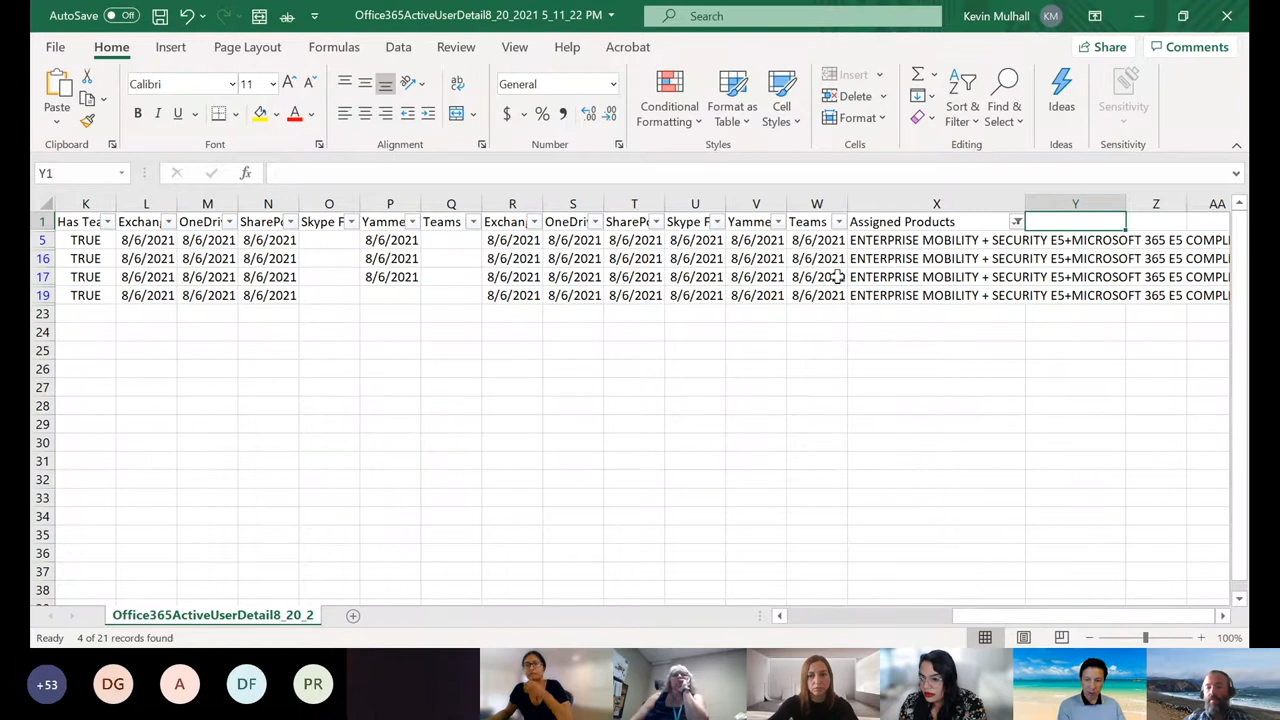 AutoSave Off Office365ActiveUserDetail8_20_2021 5_11_22 PM Search Kevin Mulhall KM
File Home Insert Page Layout Formulas Data Review View Help Acrobat Share Comments
Calibri 11 General Insert
Paste Conditional Format as Cell Delete Sort & Find & Ideas Sensitivity
B I U A $ % Formatting Table Styles Format Filter Select
Clipboard Font Alignment Number Styles Cells Editing Ideas Sensitivity
Y1 fx
K L M N O P Q R S T U V W X Y Z AA
1 Has Tea Exchan OneDri SharePo Skype F Yamme Teams Exchan OneDri SharePo Skype F Yamme Teams Assigned Products
5 TRUE 8/6/2021 8/6/2021 8/6/2021 8/6/2021 8/6/2021 8/6/2021 8/6/2021 8/6/2021 8/6/2021 8/6/2021 ENTERPRISE MOBILITY + SECURITY E5+MICROSOFT 365 E5 COMPL
16 TRUE 8/6/2021 8/6/2021 8/6/2021 8/6/2021 8/6/2021 8/6/2021 8/6/2021 8/6/2021 8/6/2021 8/6/2021 ENTERPRISE MOBILITY + SECURITY E5+MICROSOFT 365 E5 COMPL
17 TRUE 8/6/2021 8/6/2021 8/6/2021 8/6/2021 8/6/2021 8/6/2021 8/6/2021 8/6/2021 8/6/2021 8/6/2021 ENTERPRISE MOBILITY + SECURITY E5+MICROSOFT 365 E5 COMPL
19 TRUE 8/6/2021 8/6/2021 8/6/2021 8/6/2021 8/6/2021 8/6/2021 8/6/2021 8/6/2021 8/6/2021 ENTERPRISE MOBILITY + SECURITY E5+MICROSOFT 365 E5 COMPL
23
24
25
26
27
28
29
30
31
32
33
34
35
36
37
38
Office365ActiveUserDetail8_20_2
Ready 4 of 21 records found 100%
+53 DG A DF PR